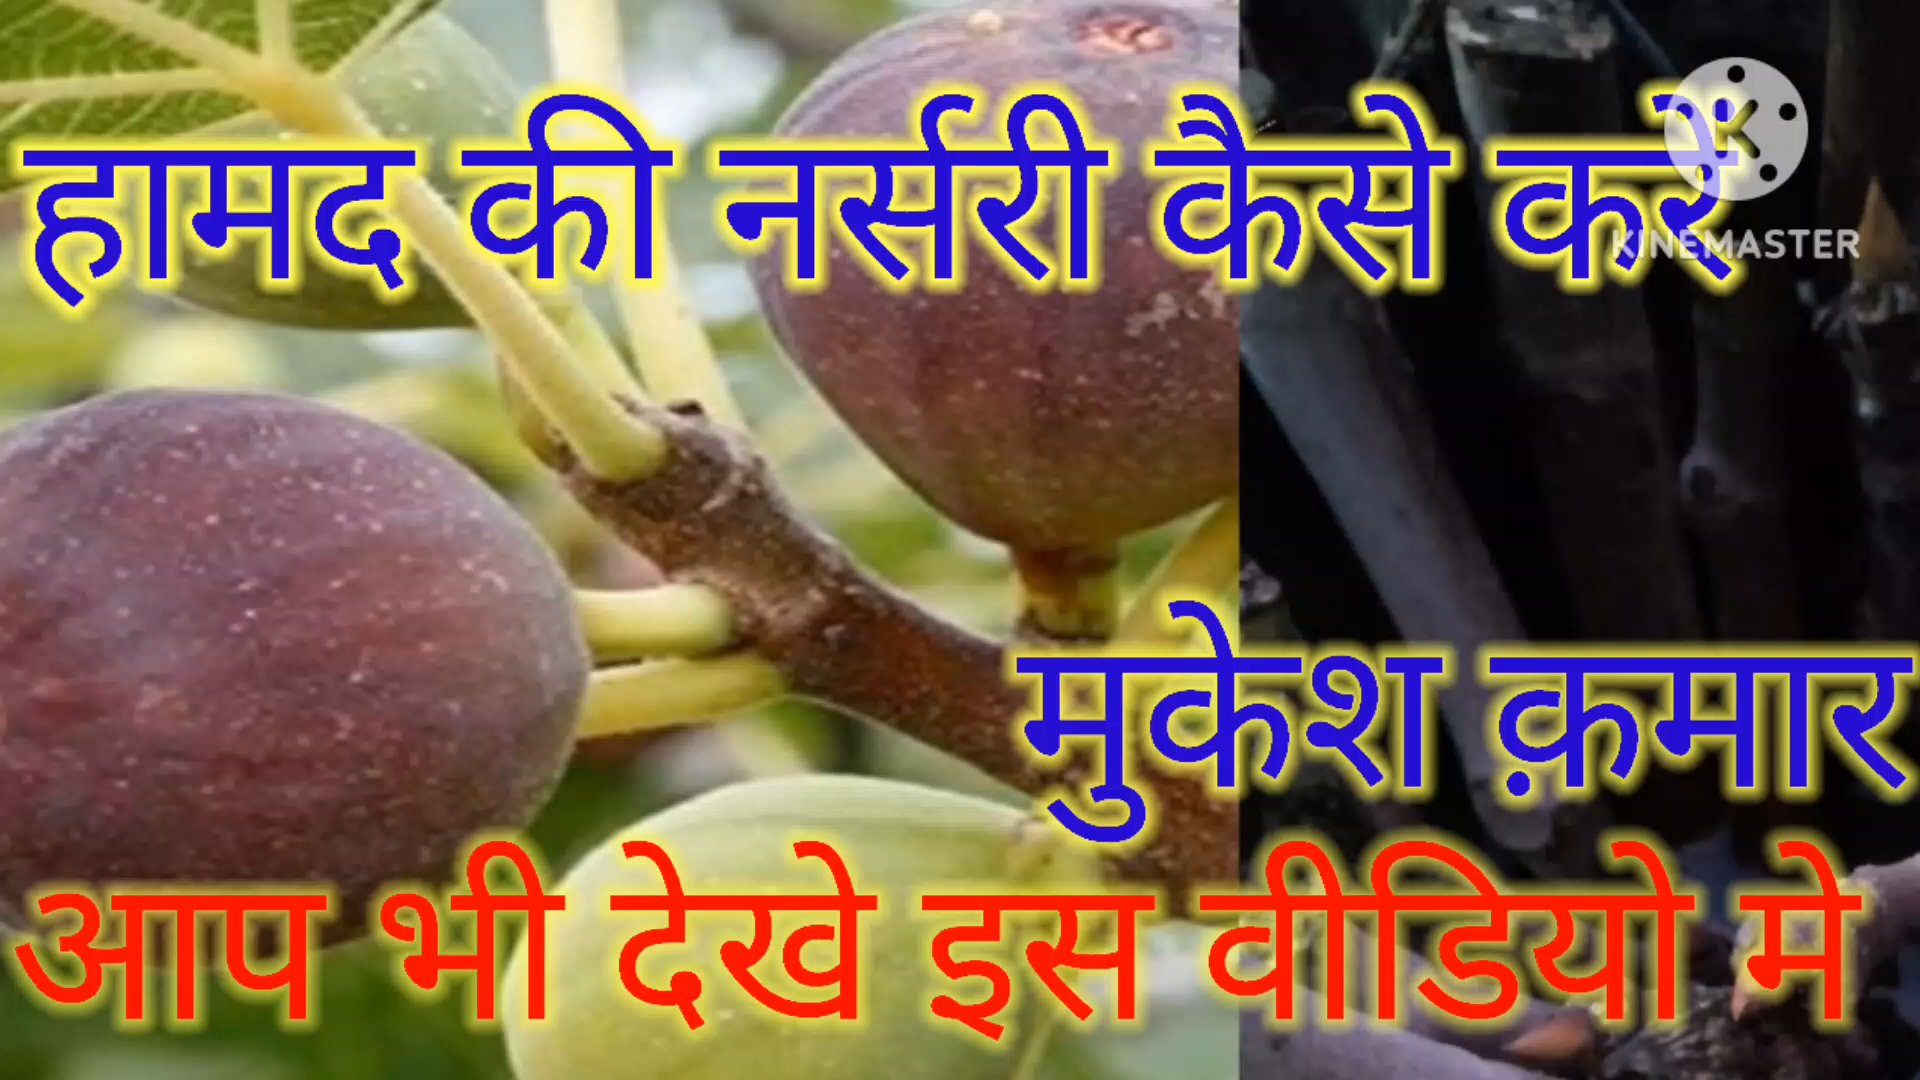 हामद की नर्सरी कैसे करें
KINEMASTER
मुकेश क़मार
आप भी देखे इस वीडियो मे